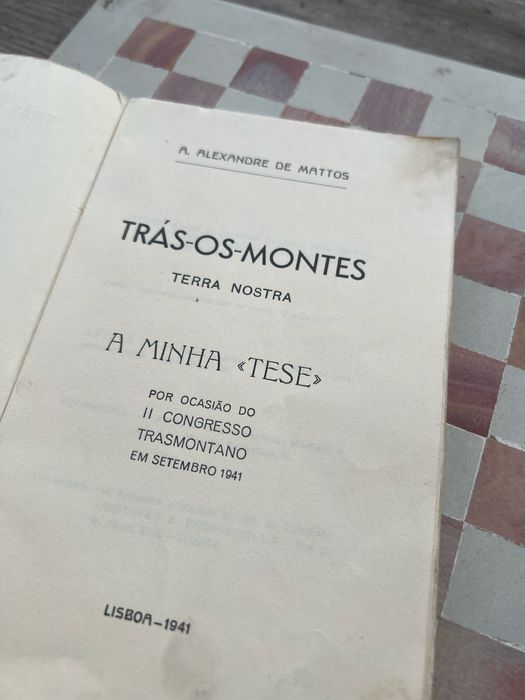 A. ALEXANDRE DE MATTOS
TRÁS-OS-MONTES
TERRA NOSTRA
A MINHA «TESE»
POR OCASIÃO DO
II CONGRESSO
TRASMONTANO
EM SETEMBRO 1941
LISBOA-1941